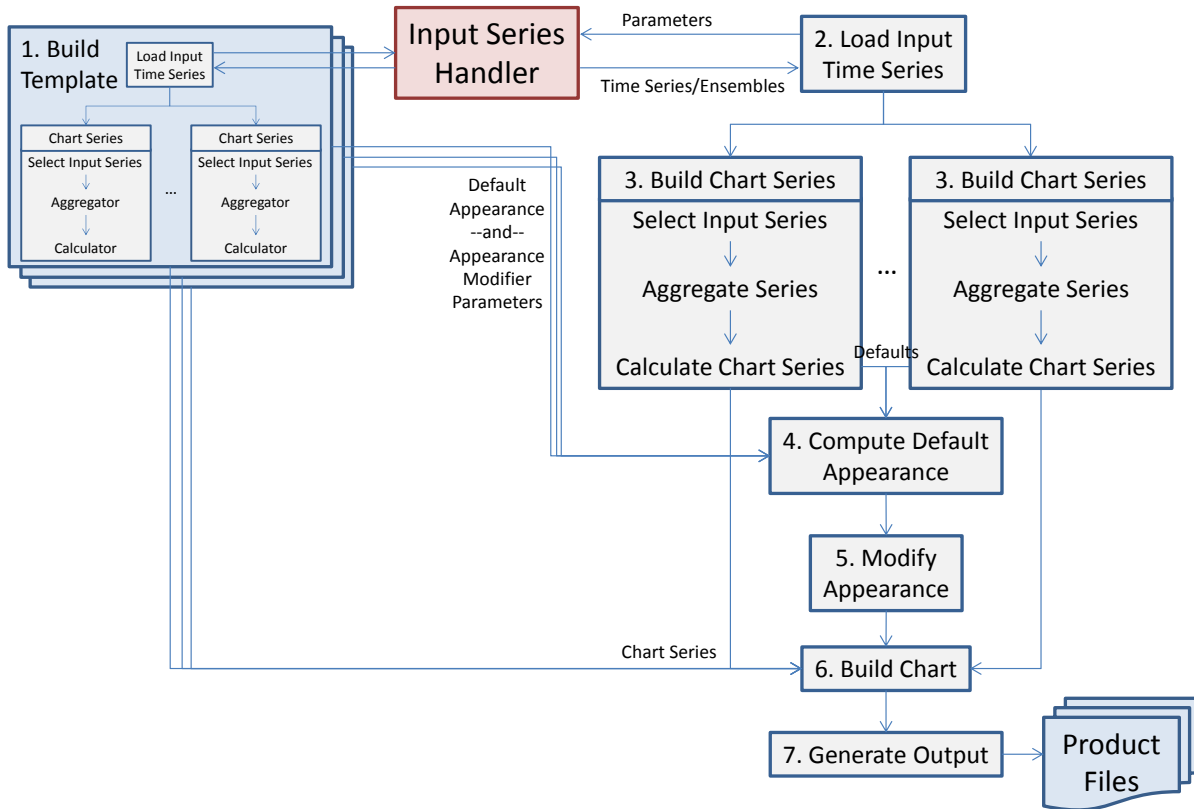 1. Build
Template
Load Input
Time Series
Chart Series
Select Input Series
Aggregator
Calculator
...
Chart Series
Select Input Series
Aggregator
Calculator
Input Series
Handler
Parameters
Time Series/Ensembles
2. Load Input
Time Series
Default
Appearance
--and--
Appearance
Modifier
Parameters
3. Build Chart Series
Select Input Series
Aggregate Series
Calculate Chart Series
...
3. Build Chart Series
Select Input Series
Aggregate Series
Calculate Chart Series
Defaults
4. Compute Default
Appearance
5. Modify
Appearance
Chart Series
6. Build Chart
7. Generate Output
Product
Files